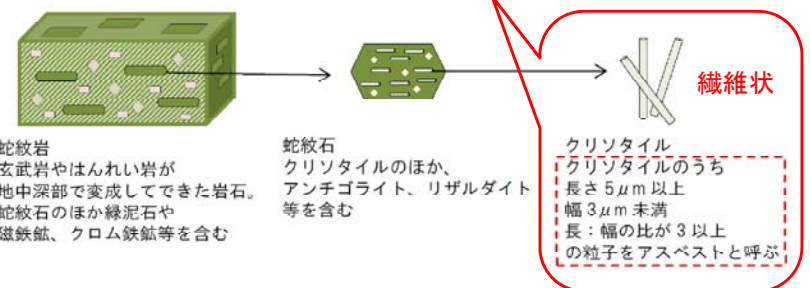 繊維状
蛇紋岩
玄武岩やはんれい岩が
地中深部で変成してできた岩石。
蛇紋石のほか緑泥石や
磁鉄鉱、クロム鉄鉱等を含む
蛇紋石
クリソタイルのほか、
アンチゴライト、リザルダイト
等を含む
クリソタイル
クリソタイルのうち
長さ5μm以上
幅3μm未満
長：幅の比が3以上
の粒子をアスベストと呼ぶ